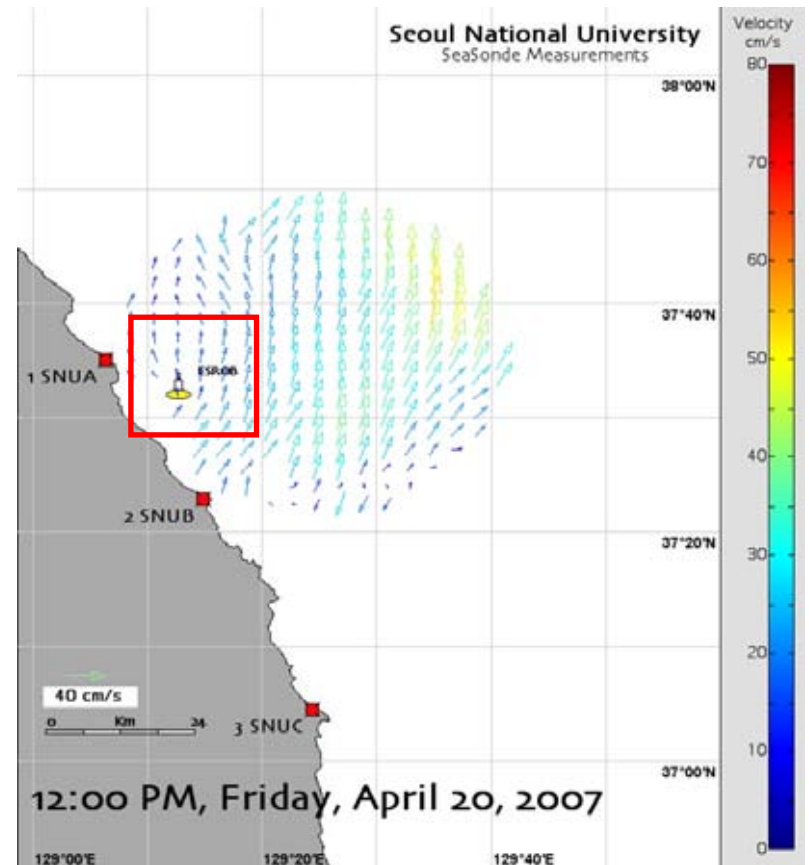 Seoul National University
SeaSonde Measurements
Velocity
cm/s
80
70
60
50
40
30
20
10
0
38°00'N
37°40'N
ESROB
1 SNUA
2 SNUB
37°20'N
40 cm/s
0 Km 24
3 SNUC
37°00'N
12:00 PM, Friday, April 20, 2007
129°00'E 129°20'E 129°40'E